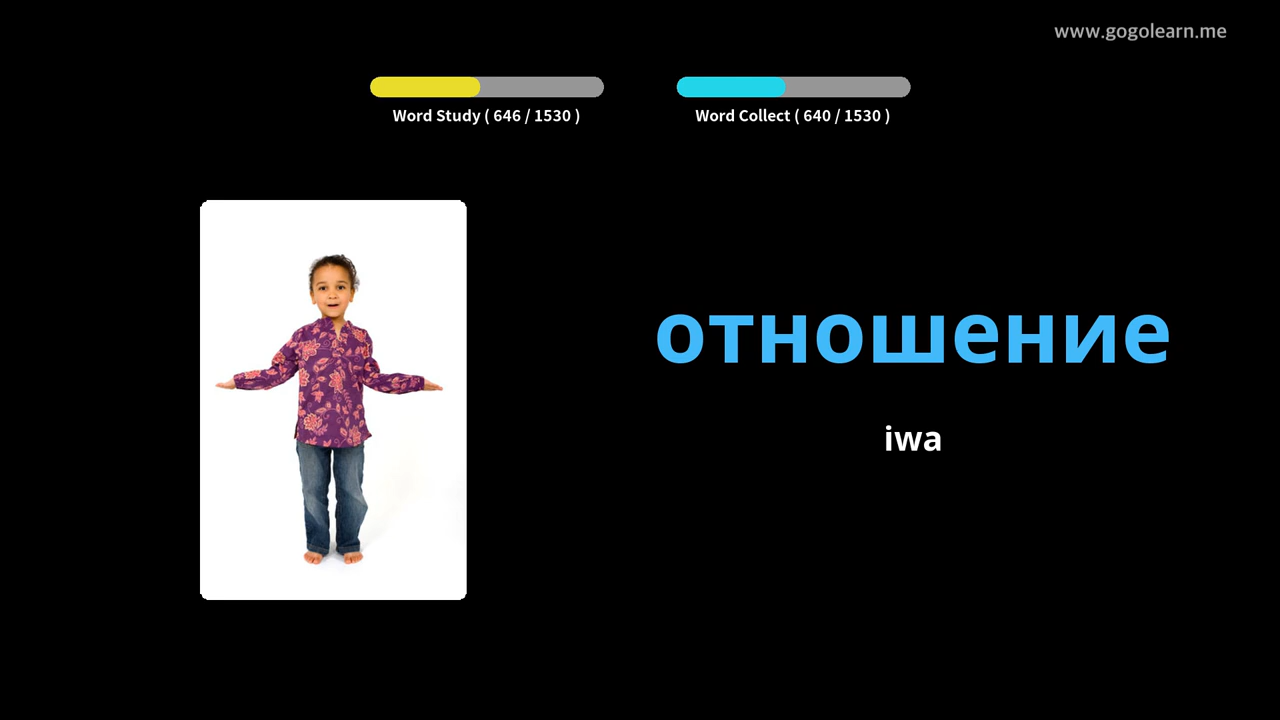 www.gogolearn.me
Word Study ( 646 / 1530 )
Word Collect ( 640 / 1530 )
отношение
iwa